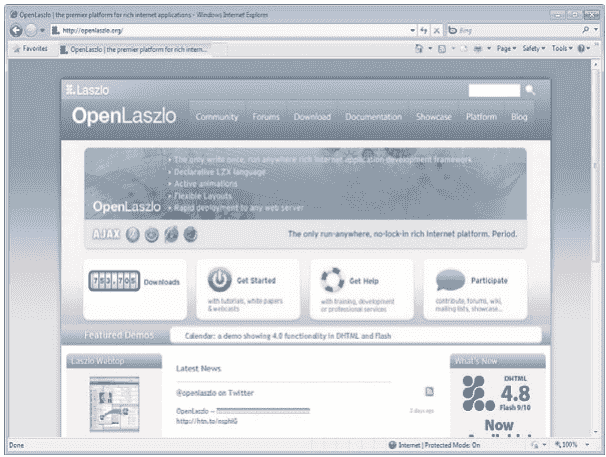 OpenLaszlo | the premier platform for rich internet applications - Windows Internet Explorer
http://openlaszlo.org/
Bing
Favorites
OpenLaszlo | the premier platform for rich intern...
Page
Safety
Tools
Laszlo
OpenLaszlo
Community
Forums
Download
Documentation
Showcase
Platform
Blog
• The only write once, run anywhere rich Internet application development framework
• Declarative LZX language
• Active animations
• Flexible Layouts
• Rapid deployment to any web server
OpenLaszlo
AJAX
The only run-anywhere, no-lock-in rich Internet platform. Period.
753,705
Downloads
Get Started
with tutorials, white papers
& webcasts
Get Help
with training, development
or professional services
Participate
contribute, forums, wiki,
mailing lists, showcase...
Featured Demos
Calendar: a demo showing 4.0 functionality in DHTML and Flash
Laszlo Webtop
Latest News
@openlaszlo on Twitter
OpenLaszlo --
2 days ago
What's New
DHTML
4.8
Flash 9/10
Now
Done
Internet | Protected Mode: On
100%